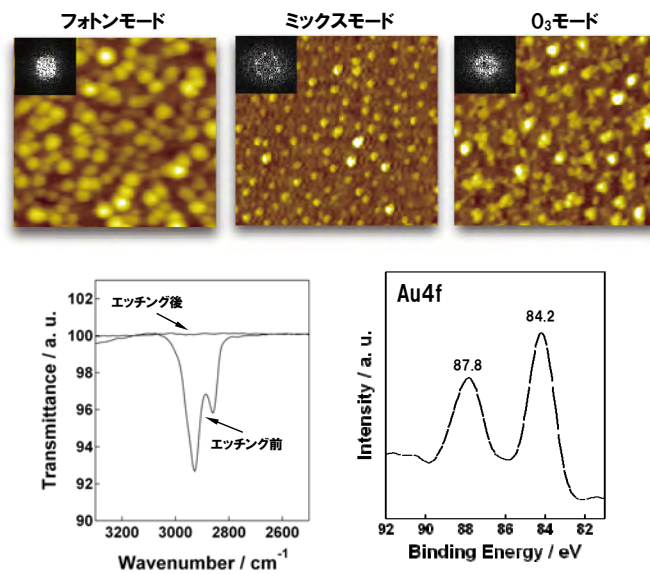 フォトンモード
ミックスモード
O₃モード
102
100
98
96
94
92
90
Transmittance / a. u.
エッチング後
エッチング前
3200
3000
2800
2600
Wavenumber / cm⁻¹
Au4f
84.2
87.8
Intensity / a. u.
92
90
88
86
84
82
Binding Energy / eV